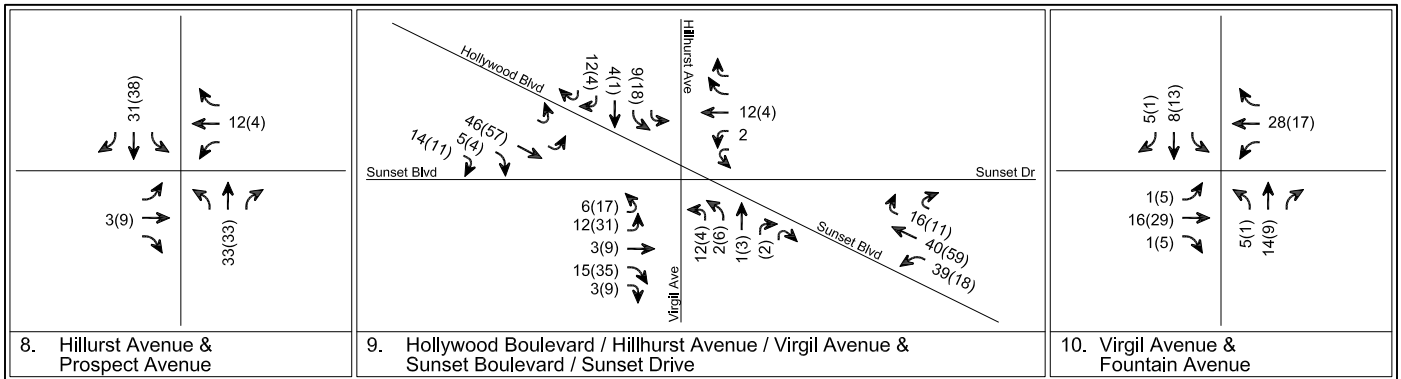 31(38)
12(4)
3(9)
33(33)
8. Hillurst Avenue &
Prospect Avenue
Hollywood Blvd
Hillhurst Ave
12(4)
4(1)
9(18)
12(4)
2
46(57)
5(4)
14(11)
Sunset Blvd
Sunset Dr
6(17)
12(31)
3(9)
15(35)
3(9)
Virgil Ave
12(4)
2(6)
1(3)
(2)
Sunset Blvd
16(11)
40(59)
39(18)
9. Hollywood Boulevard / Hillhurst Avenue / Virgil Avenue &
Sunset Boulevard / Sunset Drive
5(1)
8(13)
28(17)
1(5)
16(29)
1(5)
5(1)
14(9)
10. Virgil Avenue &
Fountain Avenue